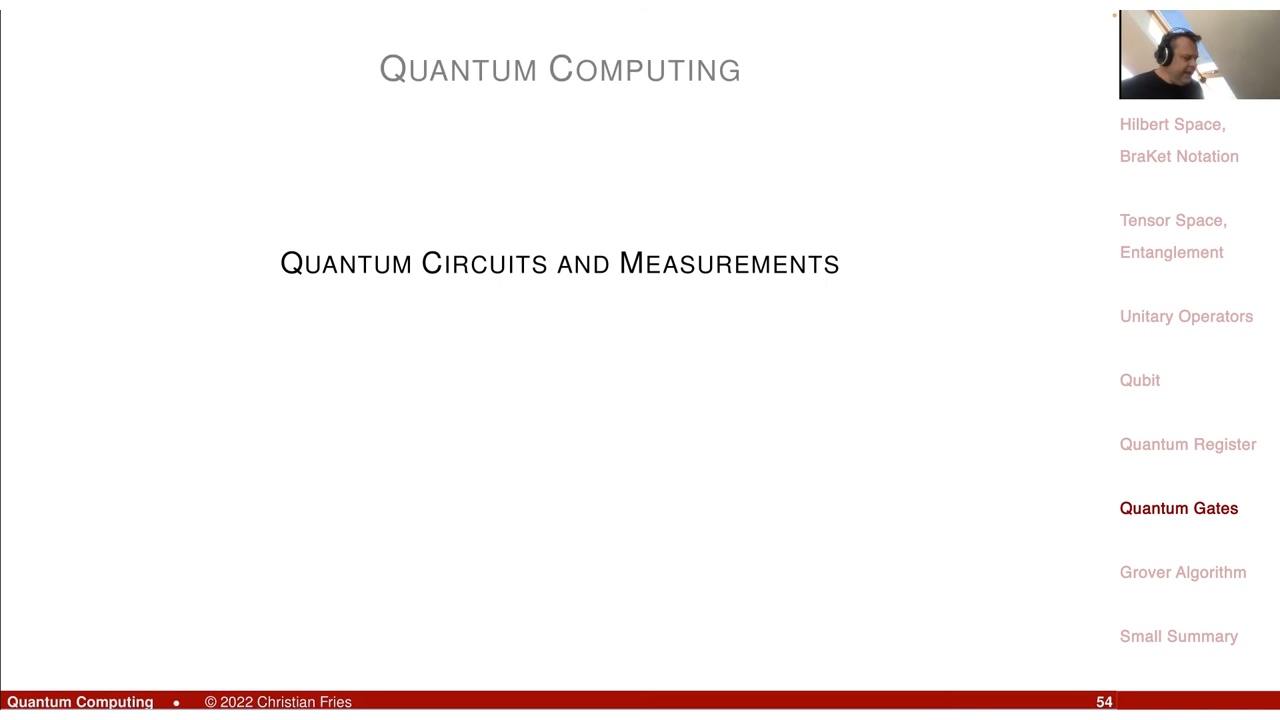 QUANTUM COMPUTING
QUANTUM CIRCUITS AND MEASUREMENTS
Hilbert Space,
BraKet Notation
Tensor Space,
Entanglement
Unitary Operators
Qubit
Quantum Register
Quantum Gates
Grover Algorithm
Small Summary
Quantum Computing • © 2022 Christian Fries 54